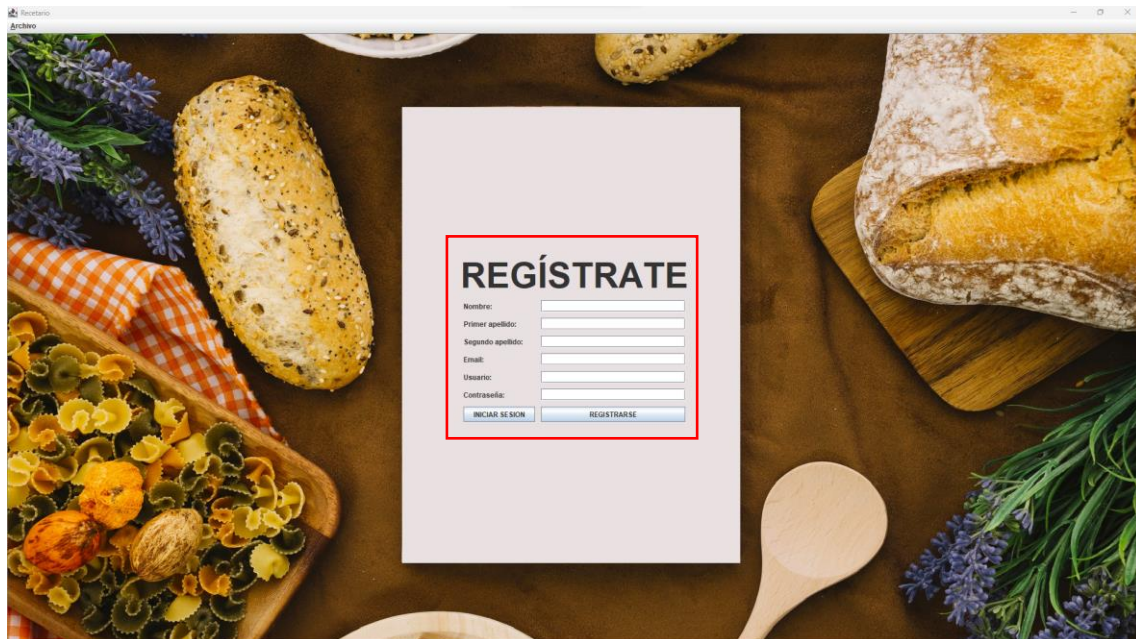 Recetario
Archivo
REGÍSTRATE
Nombre:
Primer apellido:
Segundo apellido:
Email:
Usuario:
Contraseña:
INICIAR SESION REGISTRARSE